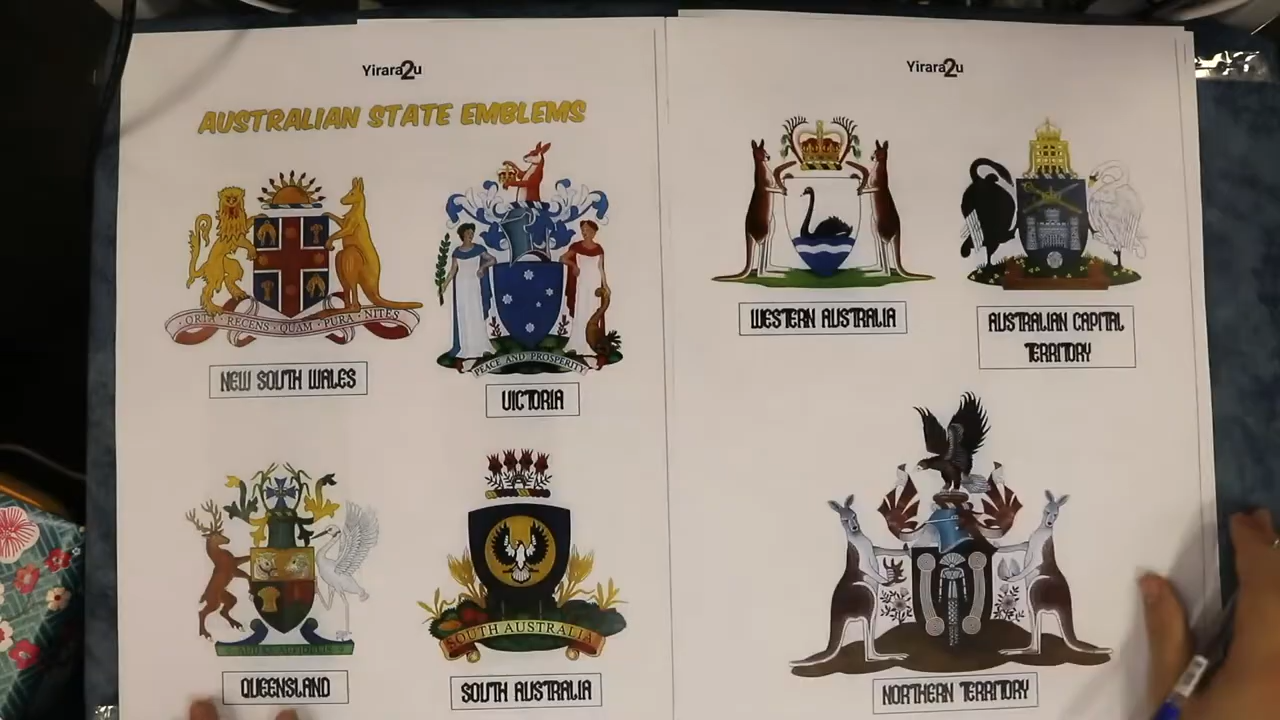 Yirara2u
AUSTRALIAN STATE EMBLEMS
ORTA RECENS QUAM PURA NITES
NEW SOUTH WALES
PEACE AND PROSPERITY
VICTORIA
QUEENSLAND
SOUTH AUSTRALIA
SOUTH AUSTRALIA
Yirara2u
WESTERN AUSTRALIA
AUSTRALIAN CAPITAL
TERRITORY
NORTHERN TERRITORY